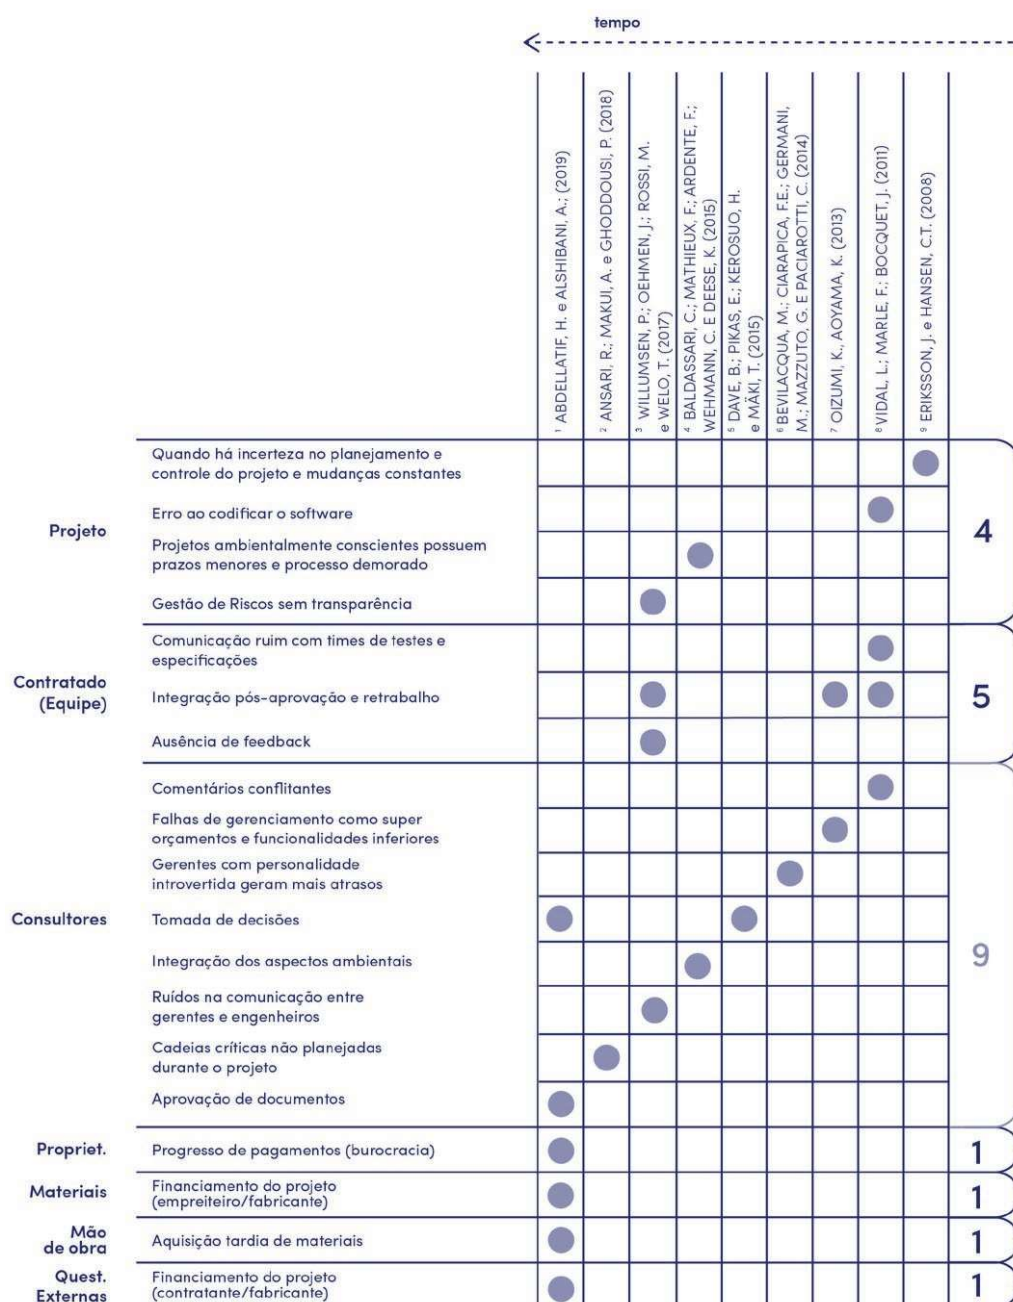 tempo
1 ABDELLATIF, H. e ALSHIBANI, A.; (2019)
2 ANSARI, R.; MAKUI, A. e GHODDOUSI, P. (2018)
3 WILLUMSEN, P.; OEHMEN, J.; ROSSI, M.
e WELO, T. (2017)
4 BALDASSARI, C.; MATHIEUX, F.; ARDENTE, F.;
WEHMANN, C. E DEESE, K. (2015)
5 DAVE, B.; PIKAS, E.; KEROSUO, H.
e MÄKI, T. (2015)
6 BEVILACQUA, M.; CIARAPICA, F.E.; GERMANI,
M.; MAZZUTO, G. E PACIAROTTI, C. (2014)
7 OIZUMI, K., AOYAMA, K. (2013)
8 VIDAL, L.; MARLE, F.; BOCQUET, J. (2011)
9 ERIKSSON, J. e HANSEN, C.T. (2008)
Projeto
Quando há incerteza no planejamento e
controle do projeto e mudanças constantes
Erro ao codificar o software
Projetos ambientalmente conscientes possuem
prazos menores e processo demorado
Gestão de Riscos sem transparência
4
Contratado
(Equipe)
Comunicação ruim com times de testes e
especificações
Integração pós-aprovação e retrabalho
Ausência de feedback
5
Consultores
Comentários conflitantes
Falhas de gerenciamento como super
orçamentos e funcionalidades inferiores
Gerentes com personalidade
introvertida geram mais atrasos
Tomada de decisões
Integração dos aspectos ambientais
Ruídos na comunicação entre
gerentes e engenheiros
Cadeias críticas não planejadas
durante o projeto
Aprovação de documentos
9
Propriet.
Progresso de pagamentos (burocracia)
1
Materiais
Financiamento do projeto
(empreiteiro/fabricante)
1
Mão
de obra
Aquisição tardia de materiais
1
Quest.
Externas
Financiamento do projeto
(contratante/fabricante)
1